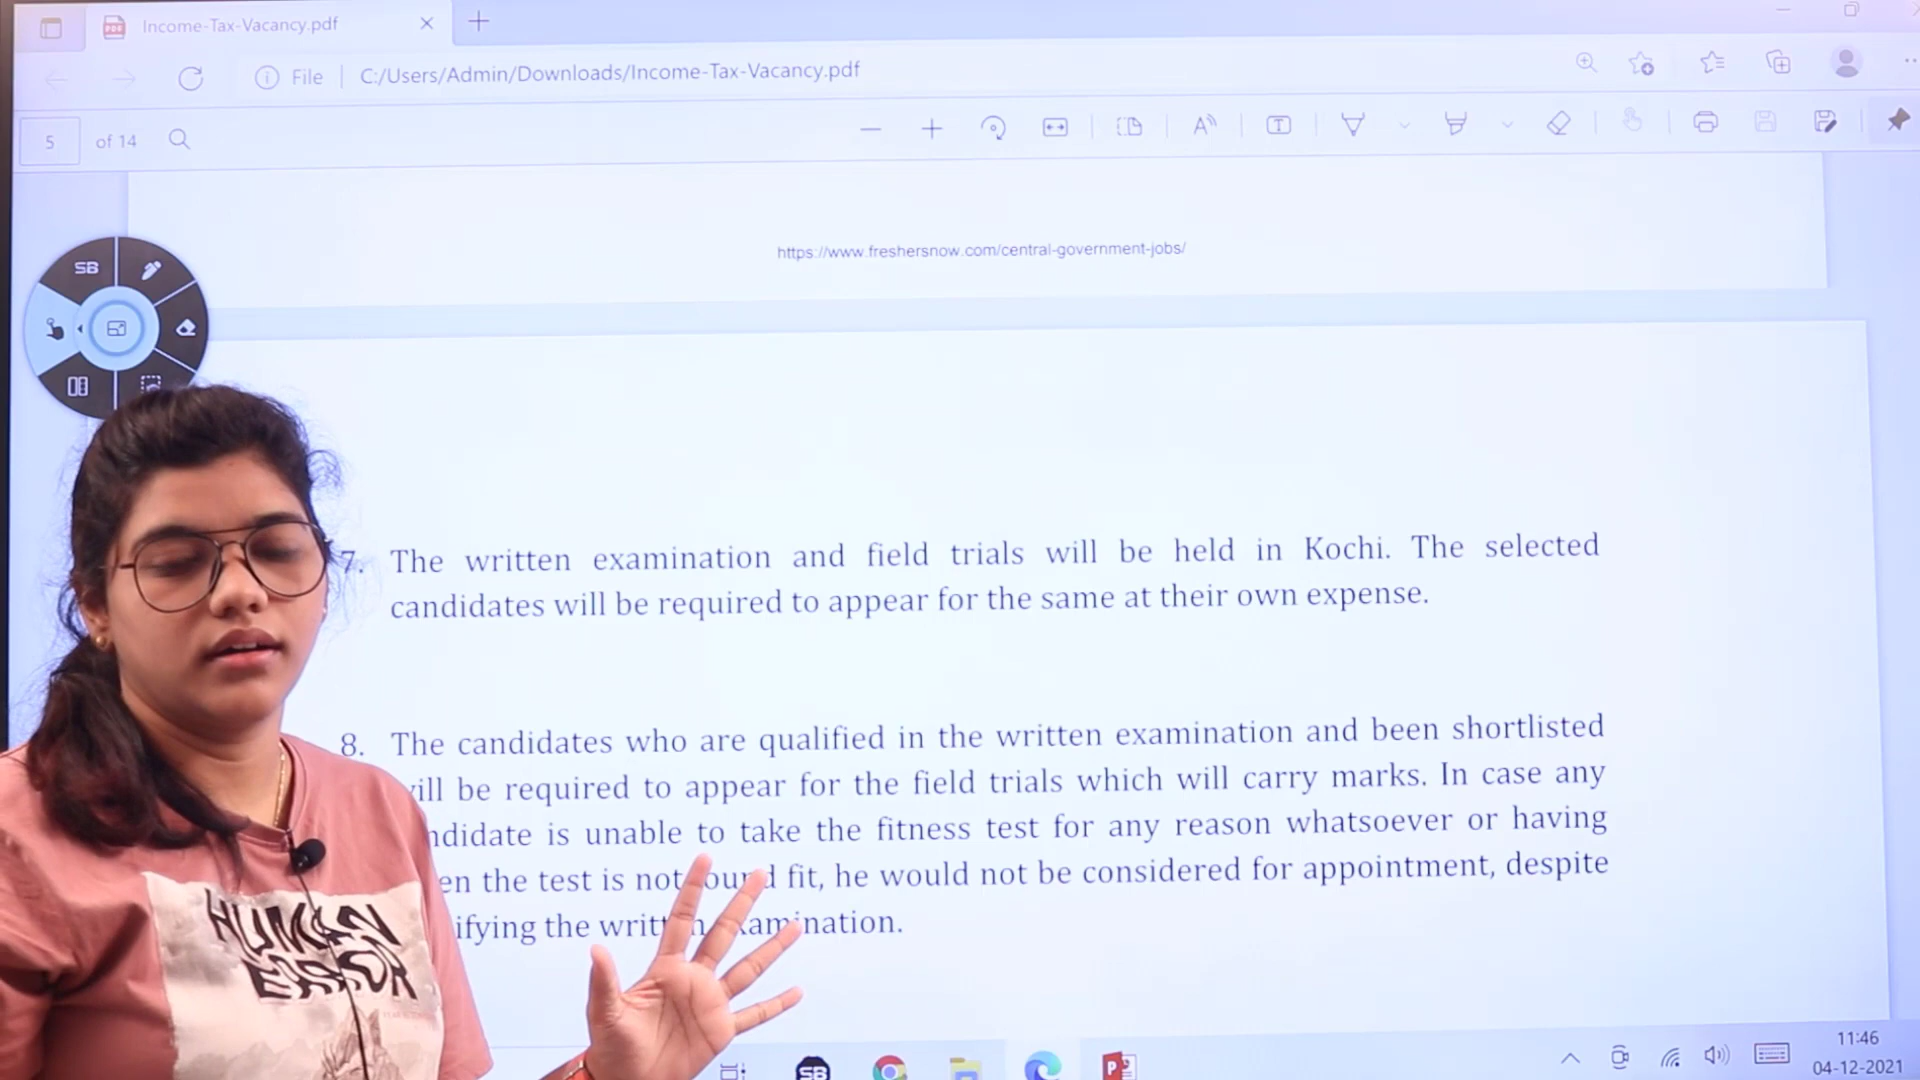 Income-Tax-Vacancy.pdf
File
C:/Users/Admin/Downloads/Income-Tax-Vacancy.pdf
5 of 14
https://www.freshersnow.com/central-government-jobs/
SB
7. The written examination and field trials will be held in Kochi. The selected
candidates will be required to appear for the same at their own expense.
8. The candidates who are qualified in the written examination and been shortlisted
ill be required to appear for the field trials which will carry marks. In case any
ndidate is unable to take the fitness test for any reason whatsoever or having
en the test is not foun d fit, he would not be considered for appointment, despite
ifying the writt n xamination.
HUMAN
ERROR
SB
P
11:46
04-12-2021